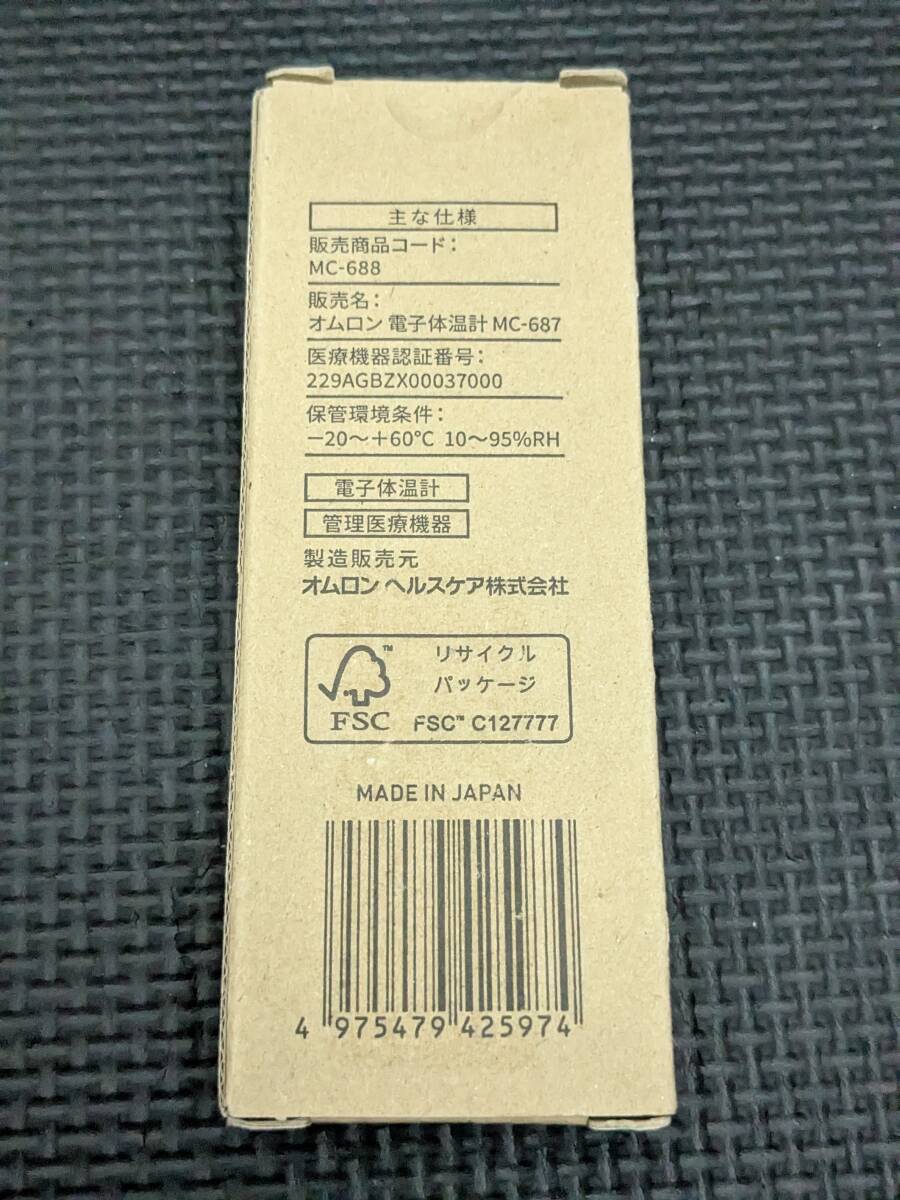 主な仕様
販売商品コード：
MC-688
販売名：
オムロン 電子体温計 MC-687
医療機器認証番号：
229AGBZX00037000
保管環境条件：
－20～＋60℃ 10～95%RH
電子体温計
管理医療機器
製造販売元
オムロン ヘルスケア株式会社
リサイクル
パッケージ
FSC™ C127777
™
FSC
MADE IN JAPAN
4 975479 425974